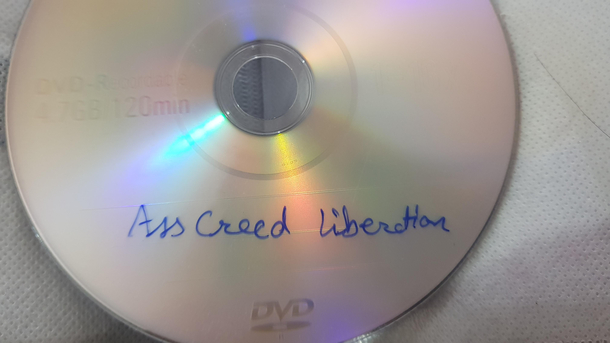 DVD-Recordable
4.7GB 120min
Ass Creed Liberation
DVD